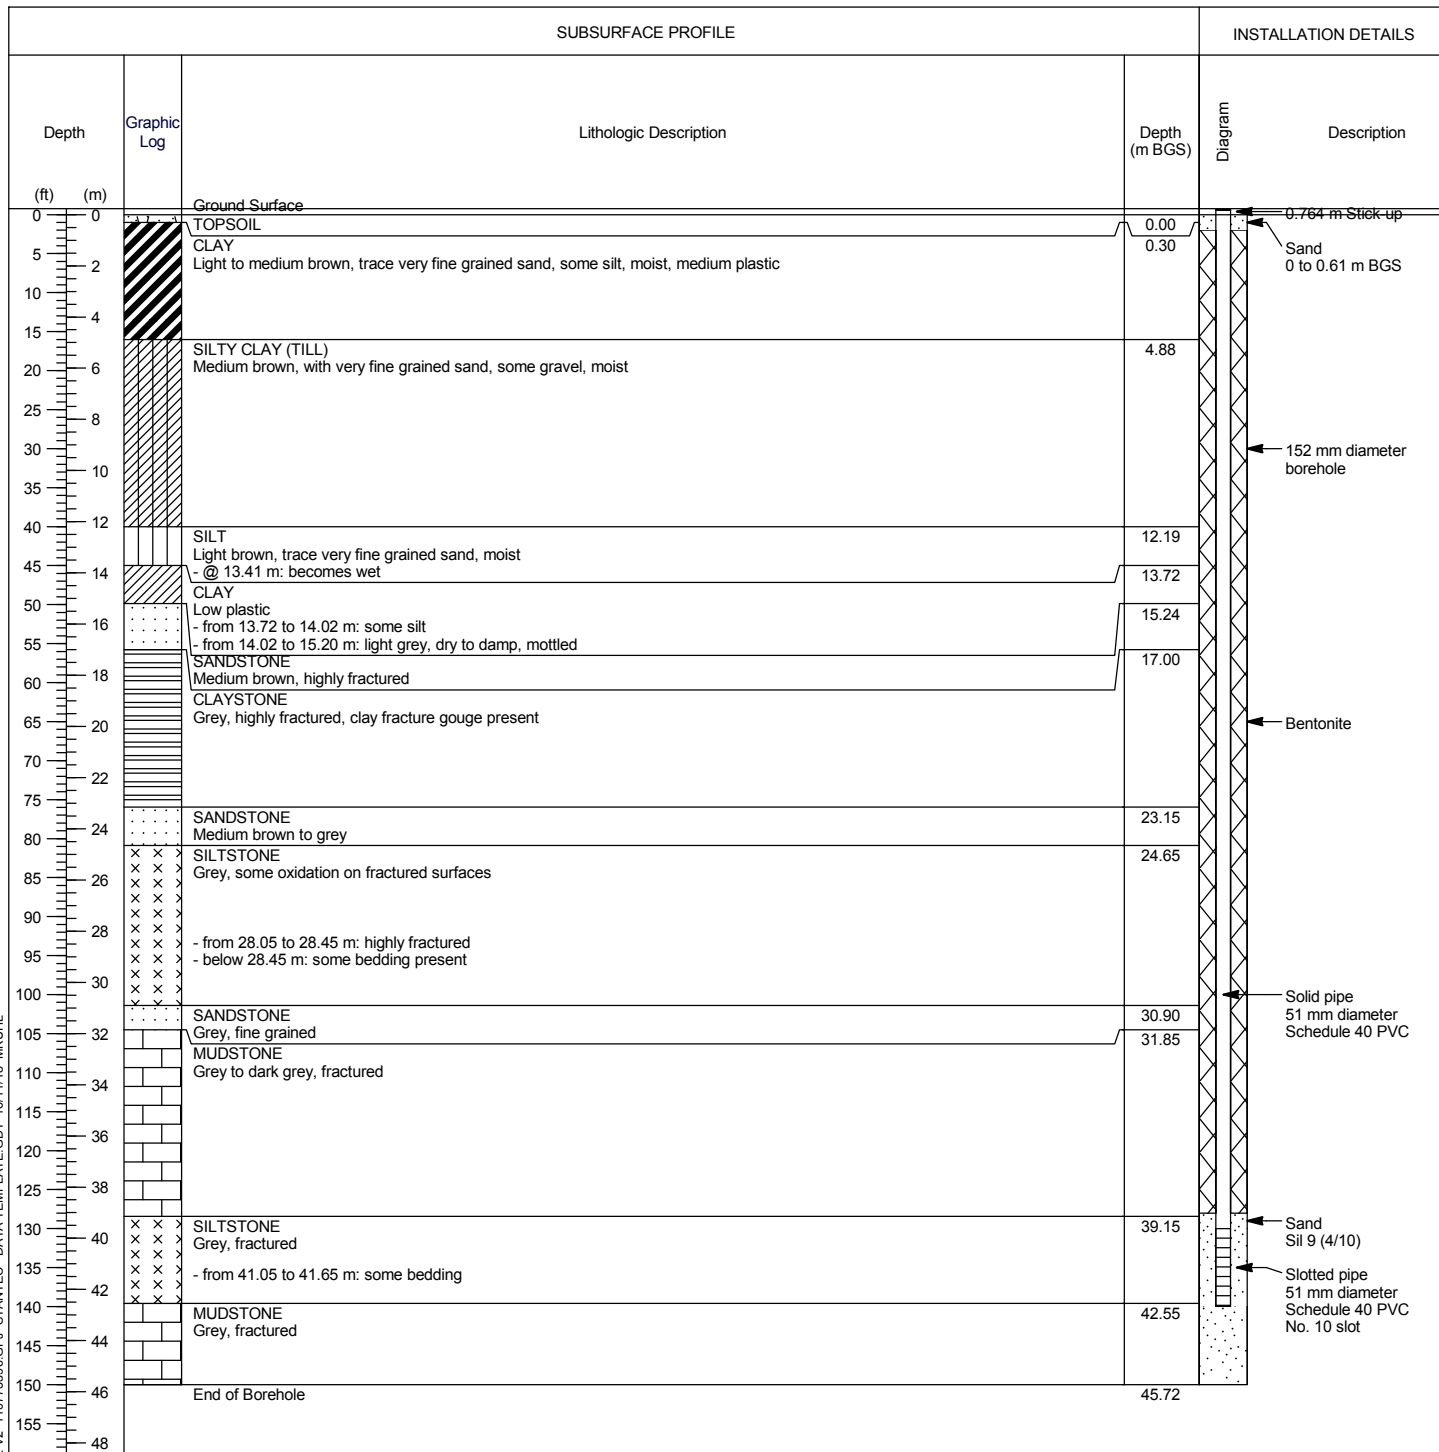 SUBSURFACE PROFILE
INSTALLATION DETAILS
Depth
Graphic
Log
Lithologic Description
Depth
(m BGS)
Diagram
Description
(ft)
(m)
Ground Surface
TOPSOIL
0.00
CLAY
0.30
Light to medium brown, trace very fine grained sand, some silt, moist, medium plastic
SILTY CLAY (TILL)
4.88
Medium brown, with very fine grained sand, some gravel, moist
SILT
12.19
Light brown, trace very fine grained sand, moist
- @ 13.41 m: becomes wet
13.72
CLAY
Low plastic
15.24
- from 13.72 to 14.02 m: some silt
- from 14.02 to 15.20 m: light grey, dry to damp, mottled
SANDSTONE
17.00
Medium brown, highly fractured
CLAYSTONE
Grey, highly fractured, clay fracture gouge present
SANDSTONE
23.15
Medium brown to grey
SILTSTONE
24.65
Grey, some oxidation on fractured surfaces
- from 28.05 to 28.45 m: highly fractured
- below 28.45 m: some bedding present
SANDSTONE
30.90
Grey, fine grained
31.85
MUDSTONE
Grey to dark grey, fractured
SILTSTONE
39.15
Grey, fractured
- from 41.05 to 41.65 m: some bedding
MUDSTONE
42.55
Grey, fractured
End of Borehole
45.72
0.764 m Stick-up
Sand
0 to 0.61 m BGS
152 mm diameter
borehole
Bentonite
Solid pipe
51 mm diameter
Schedule 40 PVC
Sand
Sil 9 (4/10)
Slotted pipe
51 mm diameter
Schedule 40 PVC
No. 10 slot
0
5
10
15
20
25
30
35
40
45
50
55
60
65
70
75
80
85
90
95
100
105
110
115
120
125
130
135
140
145
150
155
0
2
4
6
8
10
12
14
16
18
20
22
24
26
28
30
32
34
36
38
40
42
44
46
48